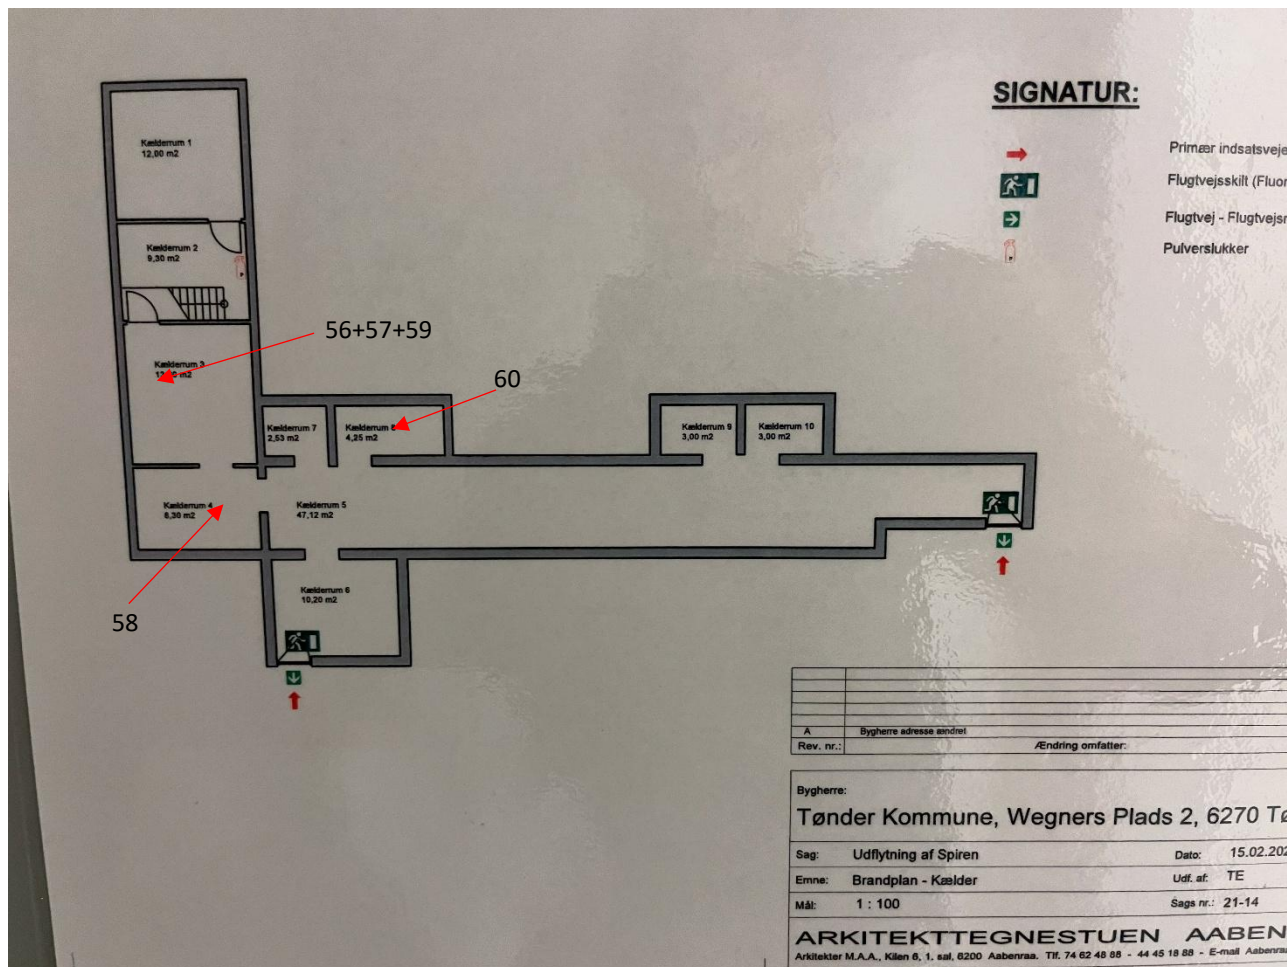 SIGNATUR:
Primær indsatsveje
Flugtvejsskilt
Flugtvej -
Pulverslukker
Kælderrum 1
12,00 m2
Kælderrum 2
9,30 m2
56+57+59
Kælderrum 3
60
Kælderrum 7
2,53 m2
Kælderrum
4,25 m2
Kælderrum 9
3,00 m2
Kælderrum 10
3,00 m2
Kælderrum 4
8,30 m2
Kælderrum 5
47,12 m2
Kælderrum 6
10,20 m2
58
A Bygherre adresse ændret
Rev. nr.: Ændring omfatter:
Bygherre:
Tønder Kommune, Wegners Plads 2, 6270
Sag: Udflytning af Spiren Dato: 15.02.202
Emne: Brandplan - Kælder Udf. af: TE
Mål: 1 : 100 Sags nr.: 21-14
ARKITEKTTEGNESTUEN AABEN
Arkitekter M.A.A., Kilen 6, 1. sal, 6200 Aabenraa. Tlf. 74 62 48 88 - 44 45 18 88 - E-mail Aabenraa